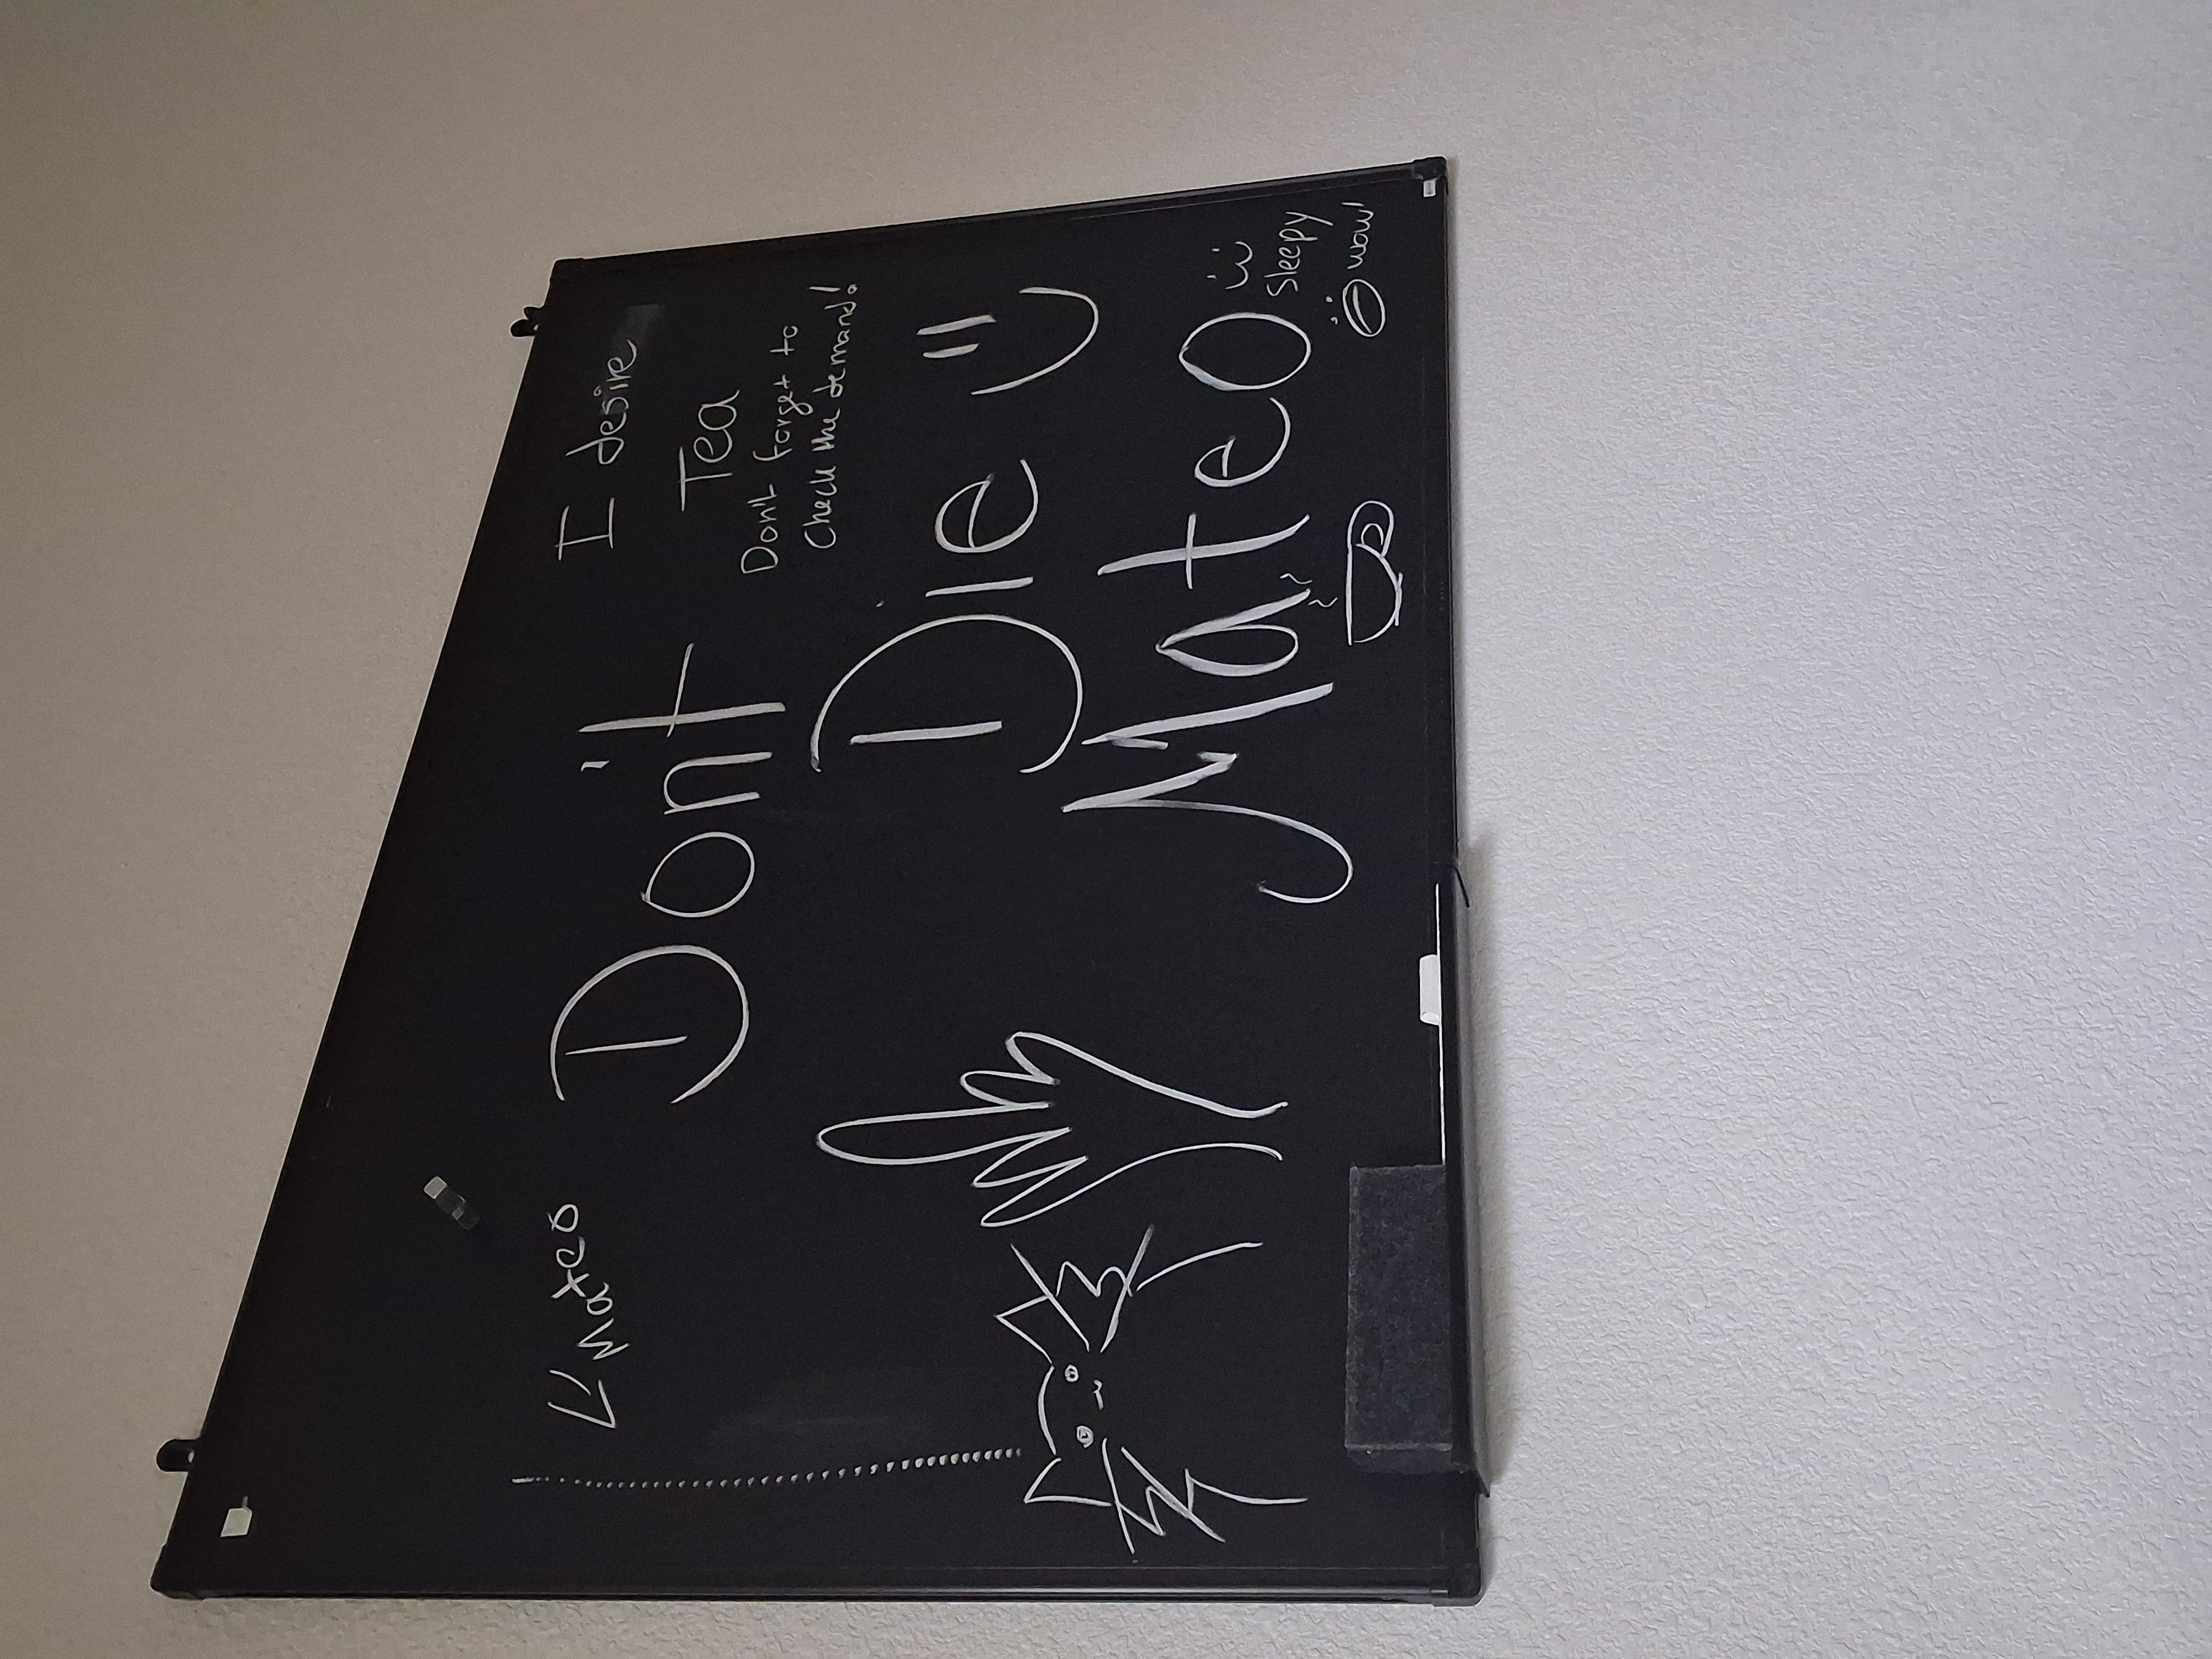 Mateo
Don't
Die
Mateo
I desire
Tea
Don't forget to
Check the demand!
Sleepy
wow!